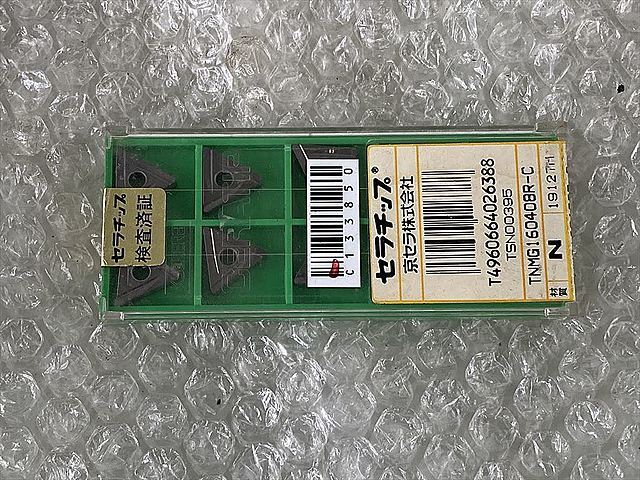 セラチップ
検査済証
C133850
セラチップ®
京セラ株式会社
T4960664026388
TSN00395
TNMG160408R-C
19127M
材質 N